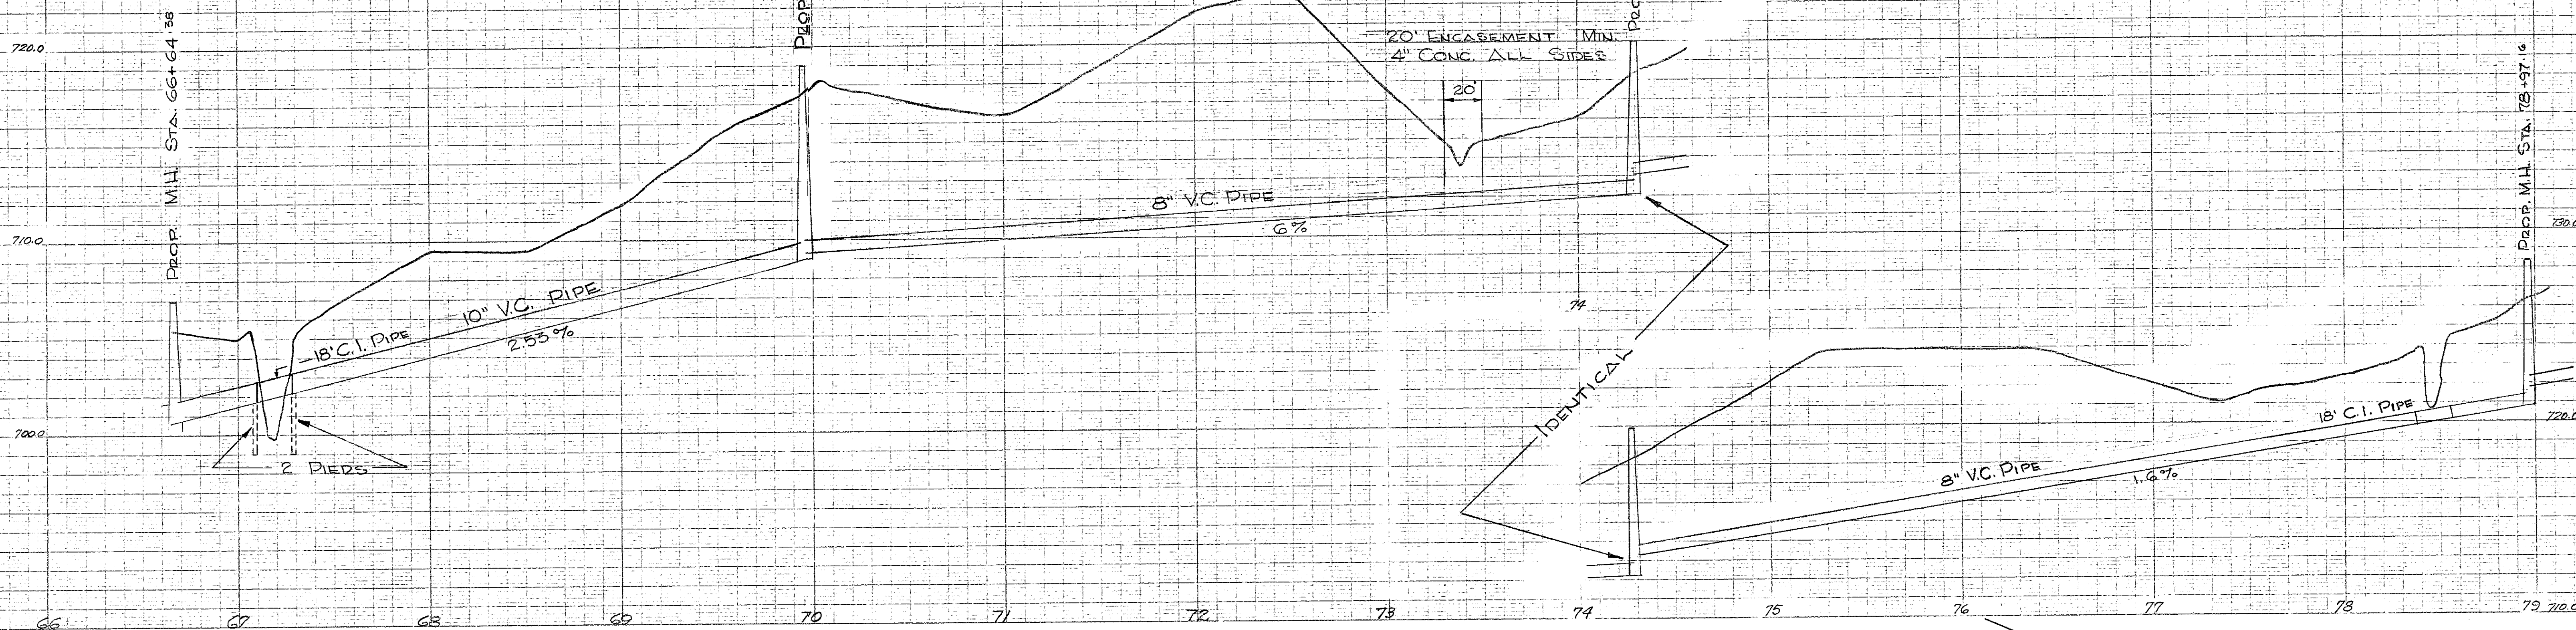 720.0
710.0
700.0
PROP. M.H. STA. 66+64.38
PROP
20' ENCASEMENT MIN.
4" CONC. ALL SIDES
20'
PRO
PROP. M.H. STA. 78+97.16
730.0
720.0
710.0
18' C.I. PIPE
10" V.C. PIPE
2.53%
2 PIERS
8" V.C. PIPE
.6%
IDENTICAL
74
8" V.C. PIPE
1.6%
18' C.I. PIPE
66 67 68 69 70 71 72 73 74 75 76 77 78 79